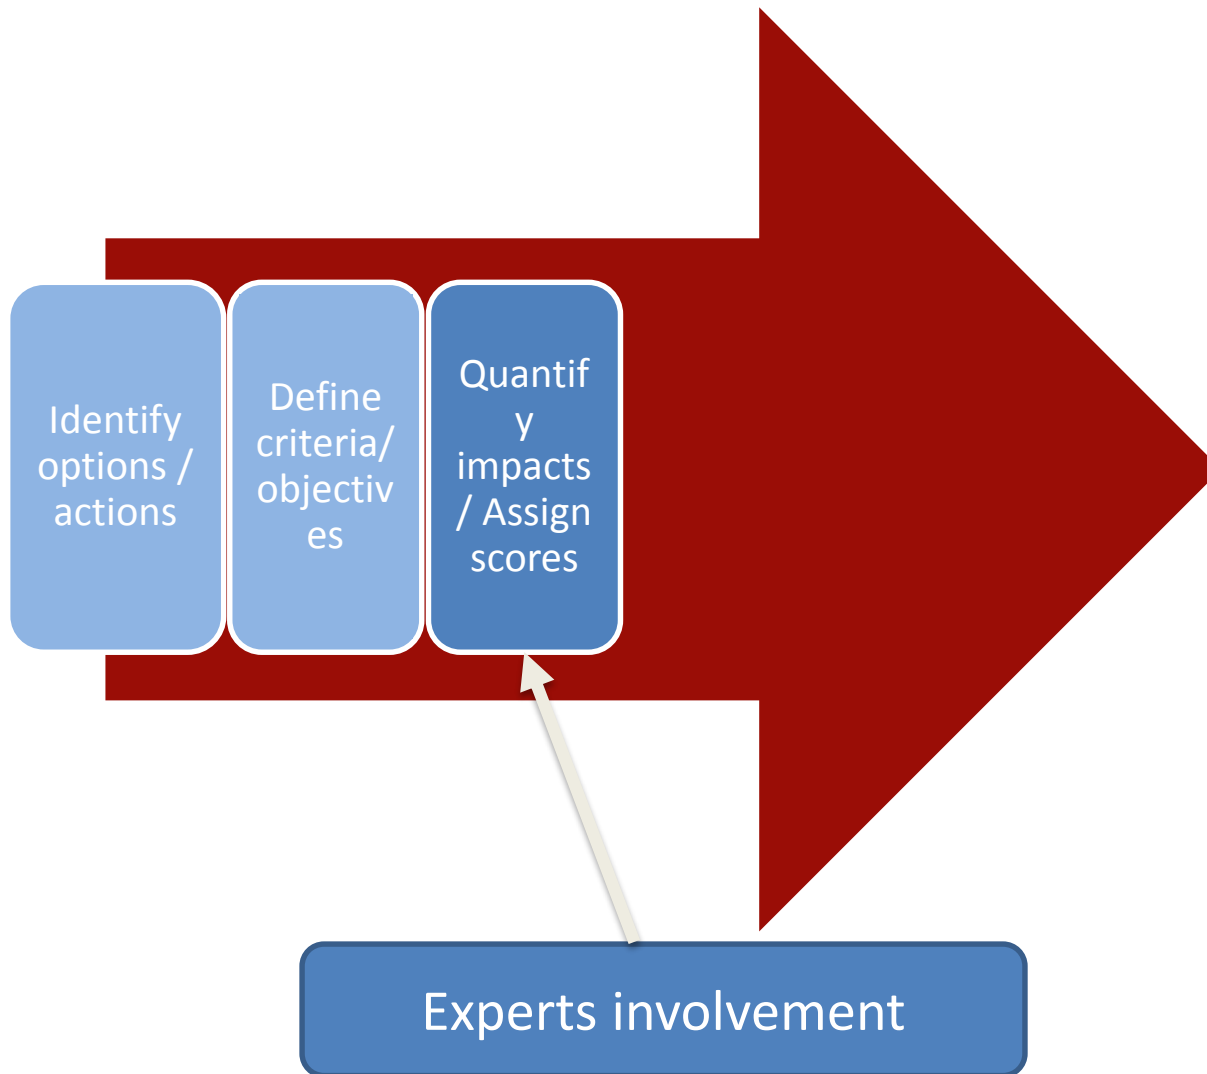 Identify
options /
actions
Define
criteria/
objectiv
es
Quantif
y
impacts
/ Assign
scores
Experts involvement